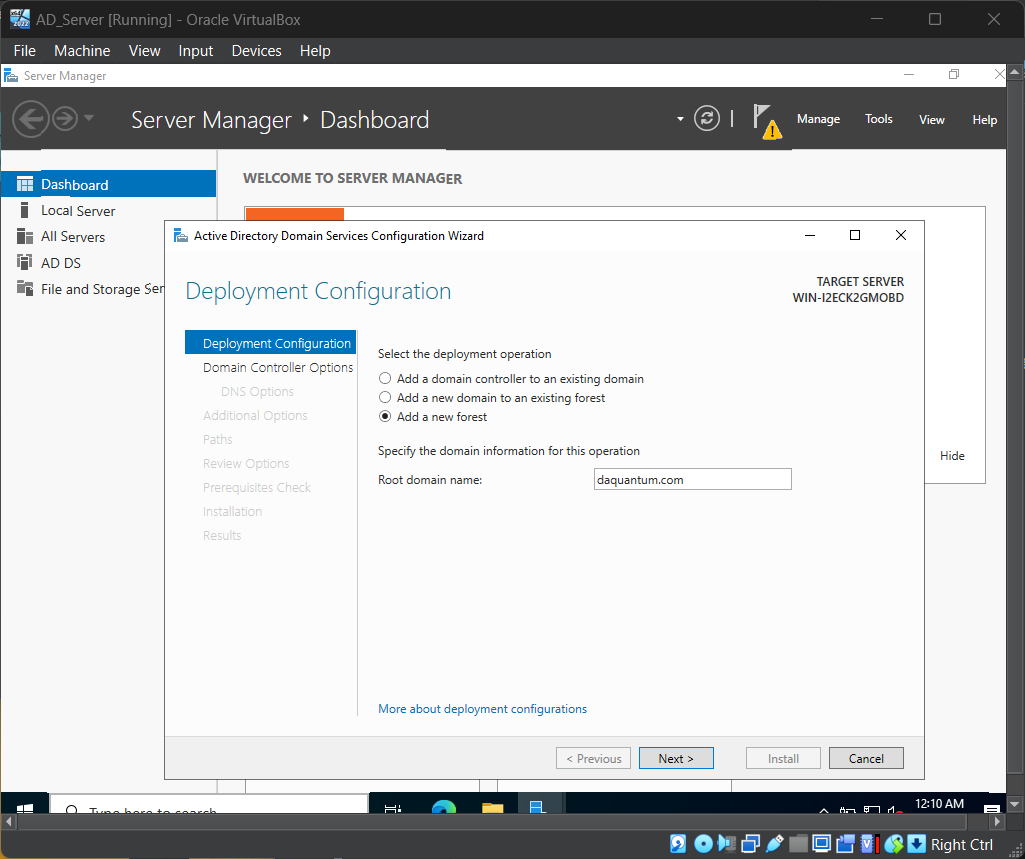 AD_Server [Running] - Oracle VirtualBox
File Machine View Input Devices Help
Server Manager
Server Manager • Dashboard
Manage Tools View Help
Dashboard
Local Server
All Servers
AD DS
File and Storage Ser
WELCOME TO SERVER MANAGER
Active Directory Domain Services Configuration Wizard
Deployment Configuration
TARGET SERVER
WIN-I2ECK2GMOBD
Deployment Configuration
Domain Controller Options
DNS Options
Additional Options
Paths
Review Options
Prerequisites Check
Installation
Results
Select the deployment operation
Add a domain controller to an existing domain
Add a new domain to an existing forest
Add a new forest
Specify the domain information for this operation
Root domain name: daquantum.com
More about deployment configurations
Hide
< Previous Next > Install Cancel
Type here to search
12:10 AM
Right Ctrl